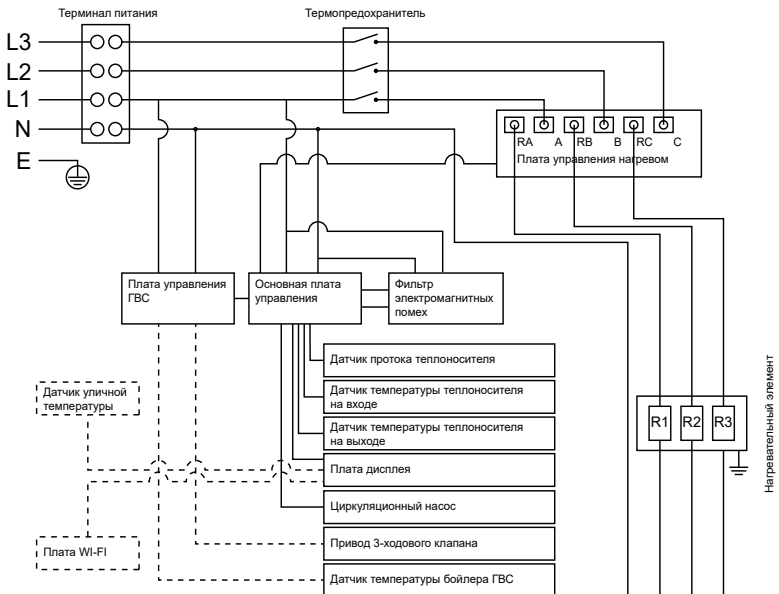 Терминал питания
Термопредохранитель
L3
L2
L1
N
E
RA A RB B RC C
Плата управления нагревом
Плата управления
ГВС
Основная плата
управления
Фильтр
электромагнитных
помех
Датчик протока теплоносителя
Датчик температуры теплоносителя
на входе
Датчик температуры теплоносителя
на выходе
Плата дисплея
Циркуляционный насос
Привод 3-ходового клапана
Датчик температуры бойлера ГВС
Датчик уличной
температуры
Плата WI-FI
R1 R2 R3
Нагревательный элемент